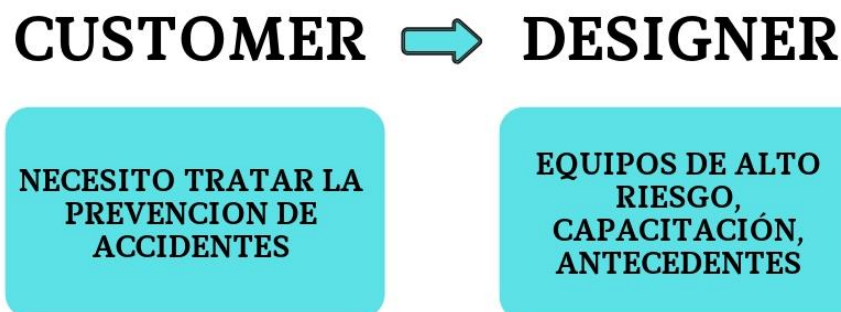 CUSTOMER DESIGNER
NECESITO TRATAR LA
PREVENCION DE
ACCIDENTES
EQUIPOS DE ALTO
RIESGO,
CAPACITACIÓN,
ANTECEDENTES